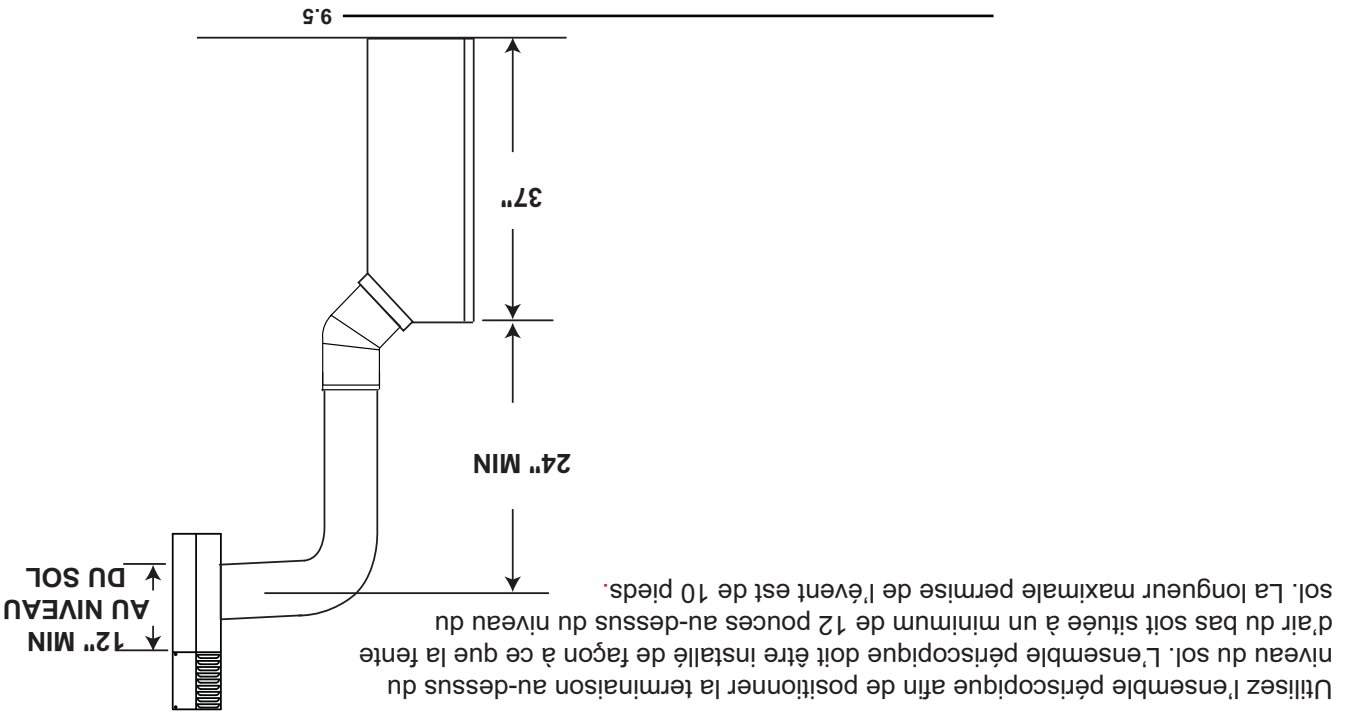 Utilisez l'ensemble périscopique afin de positionner la terminaison au-dessus du
niveau du sol. L'ensemble périscopique doit être installé de façon à ce que la fente
d'air du bas soit située à un minimum de 12 pouces au-dessus du niveau du
sol. La longueur maximale permise de l'évent est de 10 pieds.
12" MIN
AU NIVEAU
DU SOL
24" MIN
37"
9.5